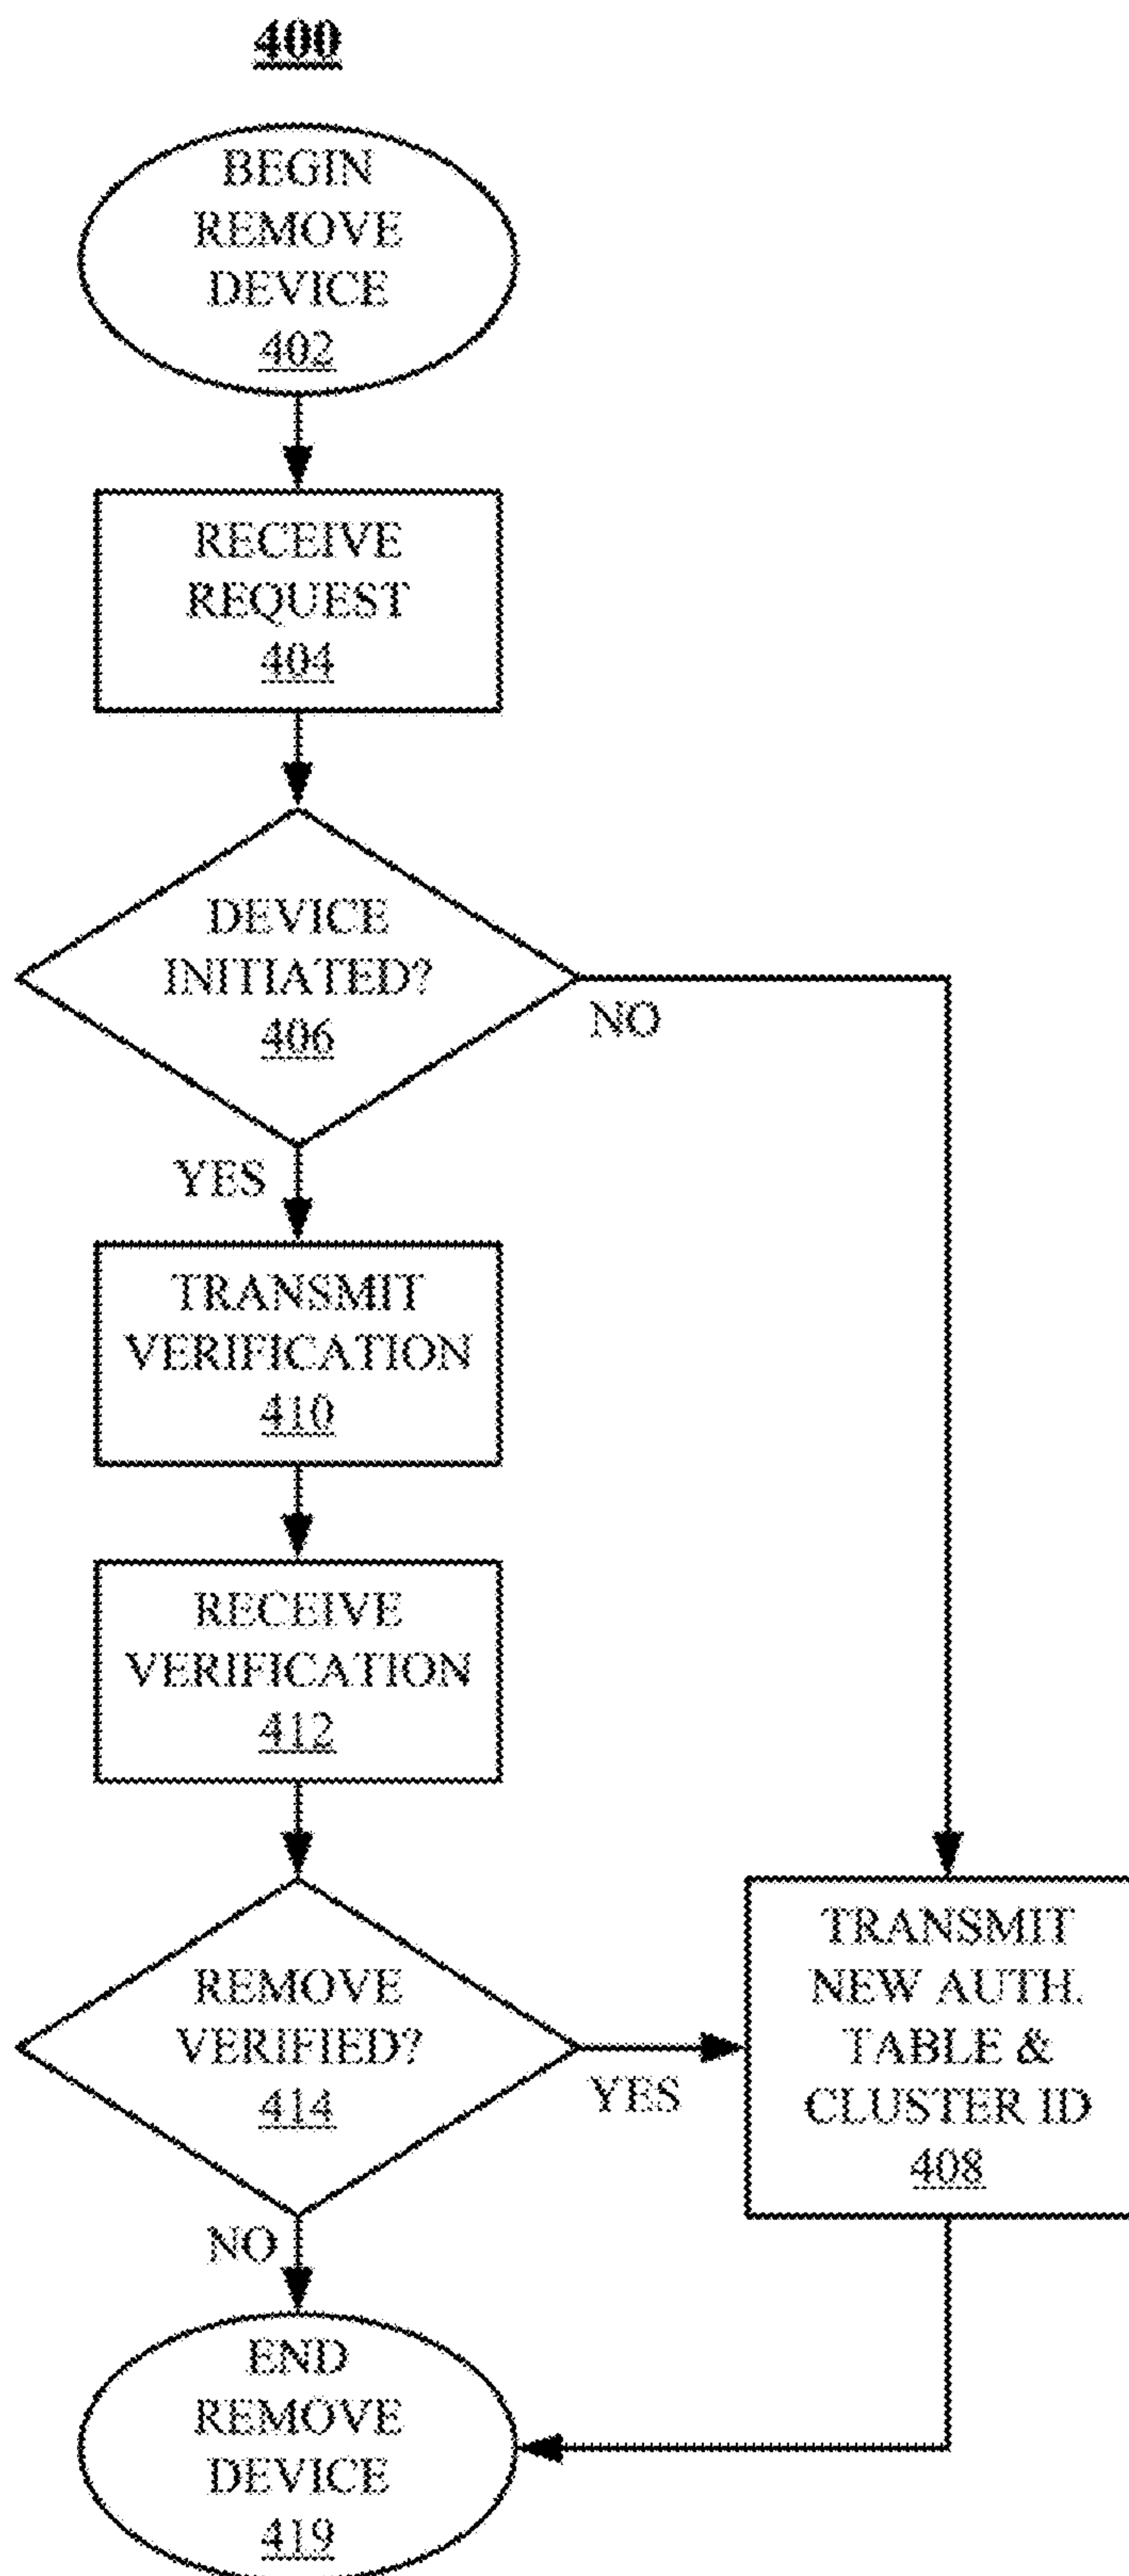 400
BEGIN
REMOVE
DEVICE
402
RECEIVE
REQUEST
404
DEVICE
INITIATED?
406
NO
YES
TRANSMIT
VERIFICATION
410
RECEIVE
VERIFICATION
412
REMOVE
VERIFIED?
414
YES
TRANSMIT
NEW AUTH.
TABLE &
CLUSTER ID
408
NO
END
REMOVE
DEVICE
419